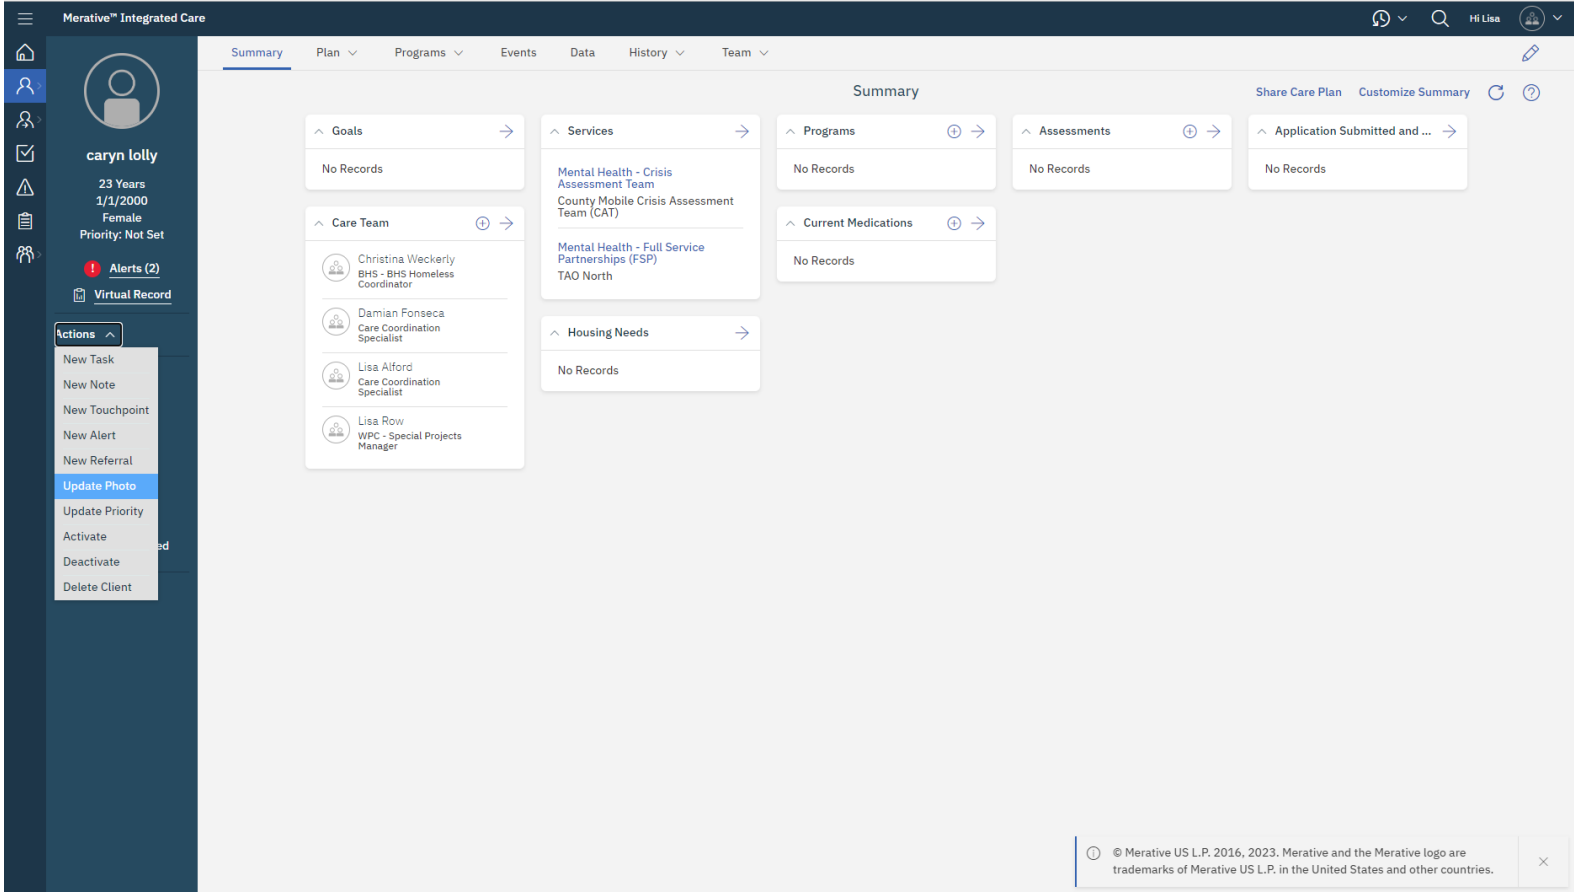 Merative™ Integrated Care
Hi Lisa
caryn lolly
23 Years
1/1/2000
Female
Priority: Not Set
! Alerts (2)
Virtual Record
Actions
New Task
New Note
New Touchpoint
New Alert
New Referral
Update Photo
Update Priority
Activate
Deactivate
Delete Client
ed
Summary Plan Programs Events Data History Team
Summary
Share Care Plan Customize Summary
Goals
No Records
Care Team
Christina Weckerly
BHS - BHS Homeless
Coordinator
Damian Fonseca
Care Coordination
Specialist
Lisa Alford
Care Coordination
Specialist
Lisa Row
WPC - Special Projects
Manager
Services
Mental Health - Crisis
Assessment Team
County Mobile Crisis Assessment
Team (CAT)
Mental Health - Full Service
Partnerships (FSP)
TAO North
Housing Needs
No Records
Programs
No Records
Current Medications
No Records
Assessments
No Records
Application Submitted and ...
No Records
© Merative US L.P. 2016, 2023. Merative and the Merative logo are
trademarks of Merative US L.P. in the United States and other countries.